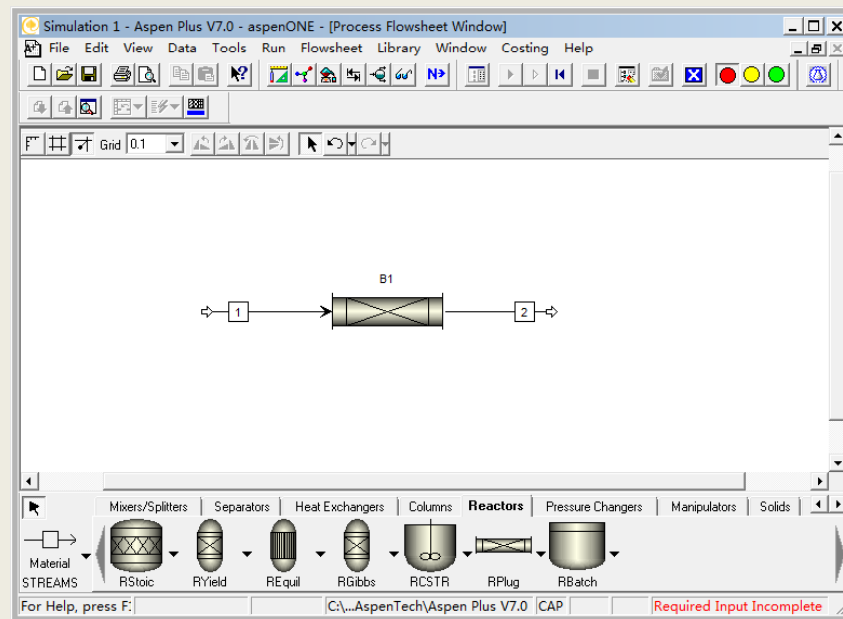 Simulation 1 - Aspen Plus V7.0 - aspenONE - [Process Flowsheet Window]
File Edit View Data Tools Run Flowsheet Library Window Costing Help
N>
Grid 0.1
B1
1
2
Mixers/Splitters Separators Heat Exchangers Columns Reactors Pressure Changers Manipulators Solids
Material
STREAMS
RStoic RYield REquil RGibbs RCSTR RPlug RBatch
For Help, press F: C:\...AspenTech\Aspen Plus V7.0 CAP Required Input Incomplete